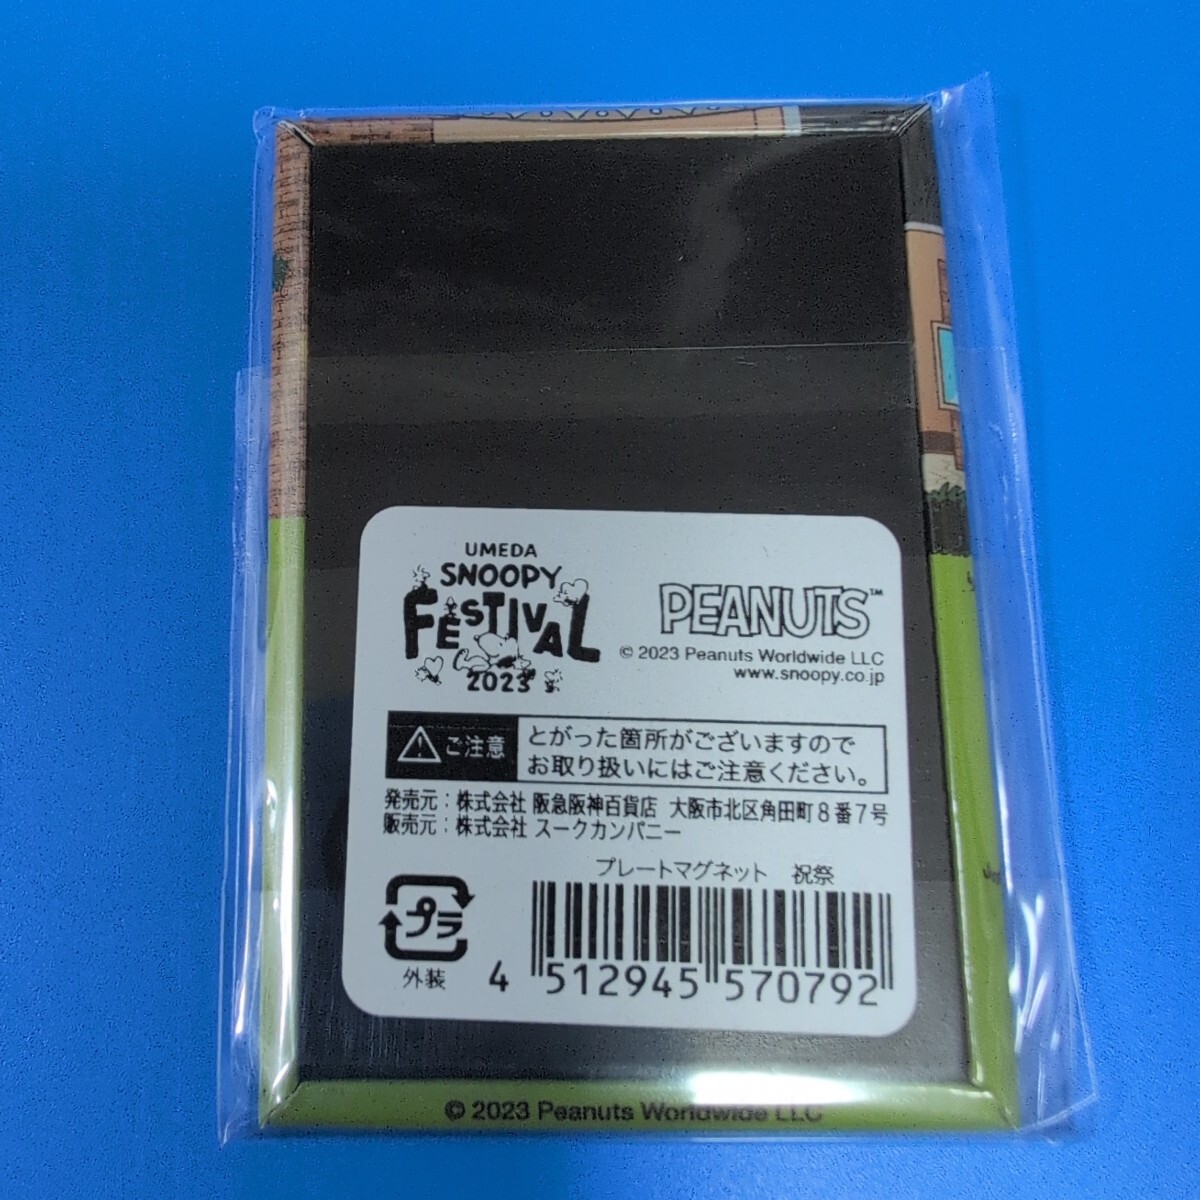 UMEDA
SNOOPY
FESTIVAL
2023
PEANUTS™
© 2023 Peanuts Worldwide LLC
www.snoopy.co.jp
ご注意
とがった箇所がございますので
お取り扱いにはご注意ください。
発売元：株式会社 阪急阪神百貨店 大阪市北区角田町8番7号
販売元：株式会社 スークカンパニー
プレートマグネット 祝祭
プラ
外装
4 512945 570792
© 2023 Peanuts Worldwide LLC